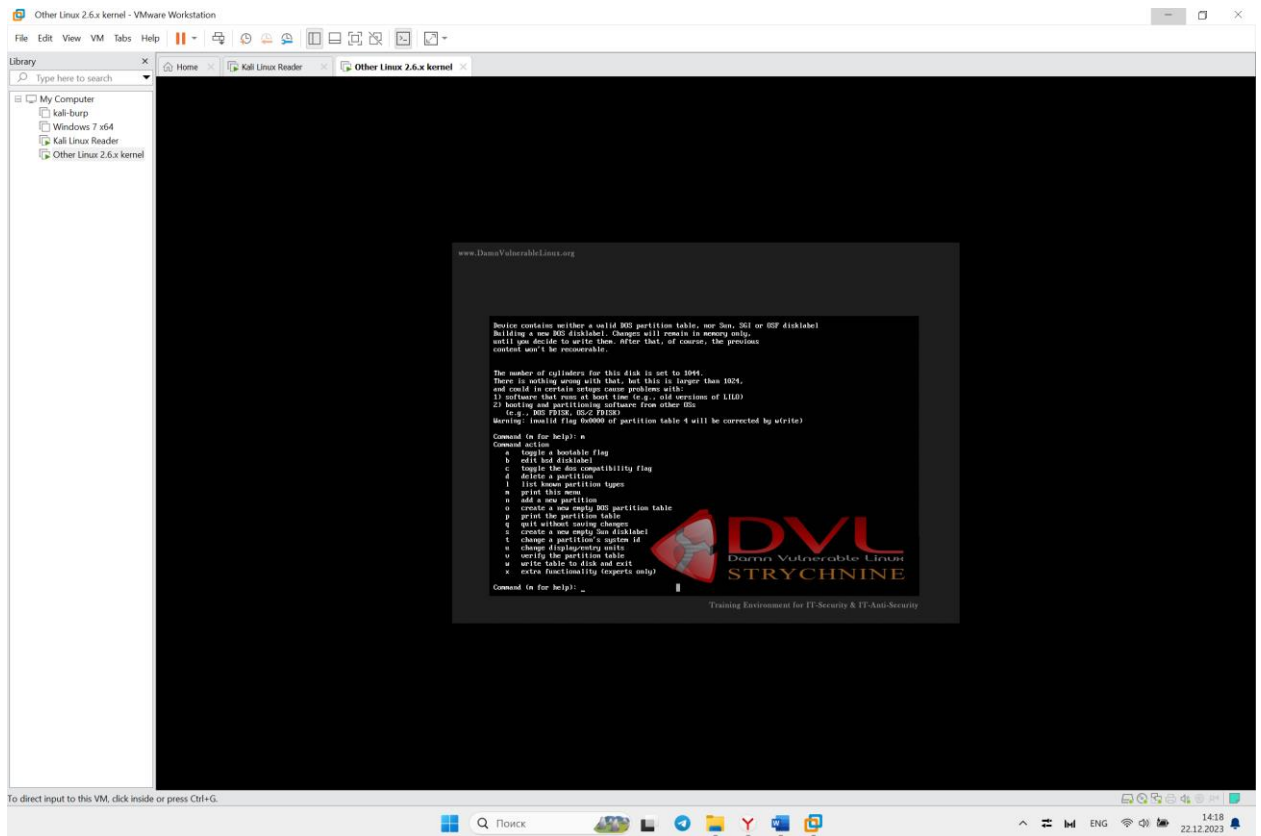 Other Linux 2.6.x kernel - VMware Workstation
File Edit View VM Tabs Help
Library
Home
Kali Linux Reader
Other Linux 2.6.x kernel
Type here to search
My Computer
kali-burp
Windows 7 x64
Kali Linux Reader
Other Linux 2.6.x kernel
www.DamnVulnerableLinux.org
Device contains neither a valid DOS partition table, nor Sun, SGI or OSF disklabel
Building a new DOS disklabel. Changes will remain in memory only,
until you decide to write them. After that, of course, the previous
content won't be recoverable.
The number of cylinders for this disk is set to 1044.
There is nothing wrong with that, but this is larger than 1024,
and could in certain setups cause problems with:
1) software that runs at boot time (e.g., old versions of LILO)
2) booting and partitioning software from other OSs
(e.g., DOS FDISK, OS/2 FDISK)
Warning: invalid flag 0x0000 of partition table 4 will be corrected by w(rite)
Command (m for help): m
Command action
a toggle a bootable flag
b edit bsd disklabel
c toggle the dos compatibility flag
d delete a partition
l list known partition types
m print this menu
n add a new partition
o create a new empty DOS partition table
p print the partition table
q quit without saving changes
s create a new empty Sun disklabel
t change a partition's system id
u change display/entry units
v verify the partition table
w write table to disk and exit
x extra functionality (experts only)
Command (m for help): _
DVL
Damn Vulnerable Linux
STRYCHNINE
Training Environment for IT-Security & IT-Anti-Security
To direct input to this VM, click inside or press Ctrl+G.
Поиск
ENG
14:18
22.12.2023